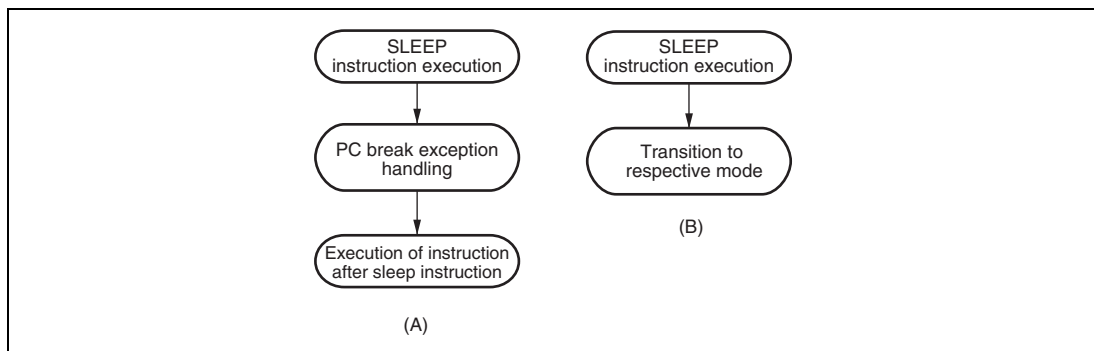 SLEEP
instruction execution
PC break exception
handling
Execution of instruction
after sleep instruction
(A)
SLEEP
instruction execution
Transition to
respective mode
(B)